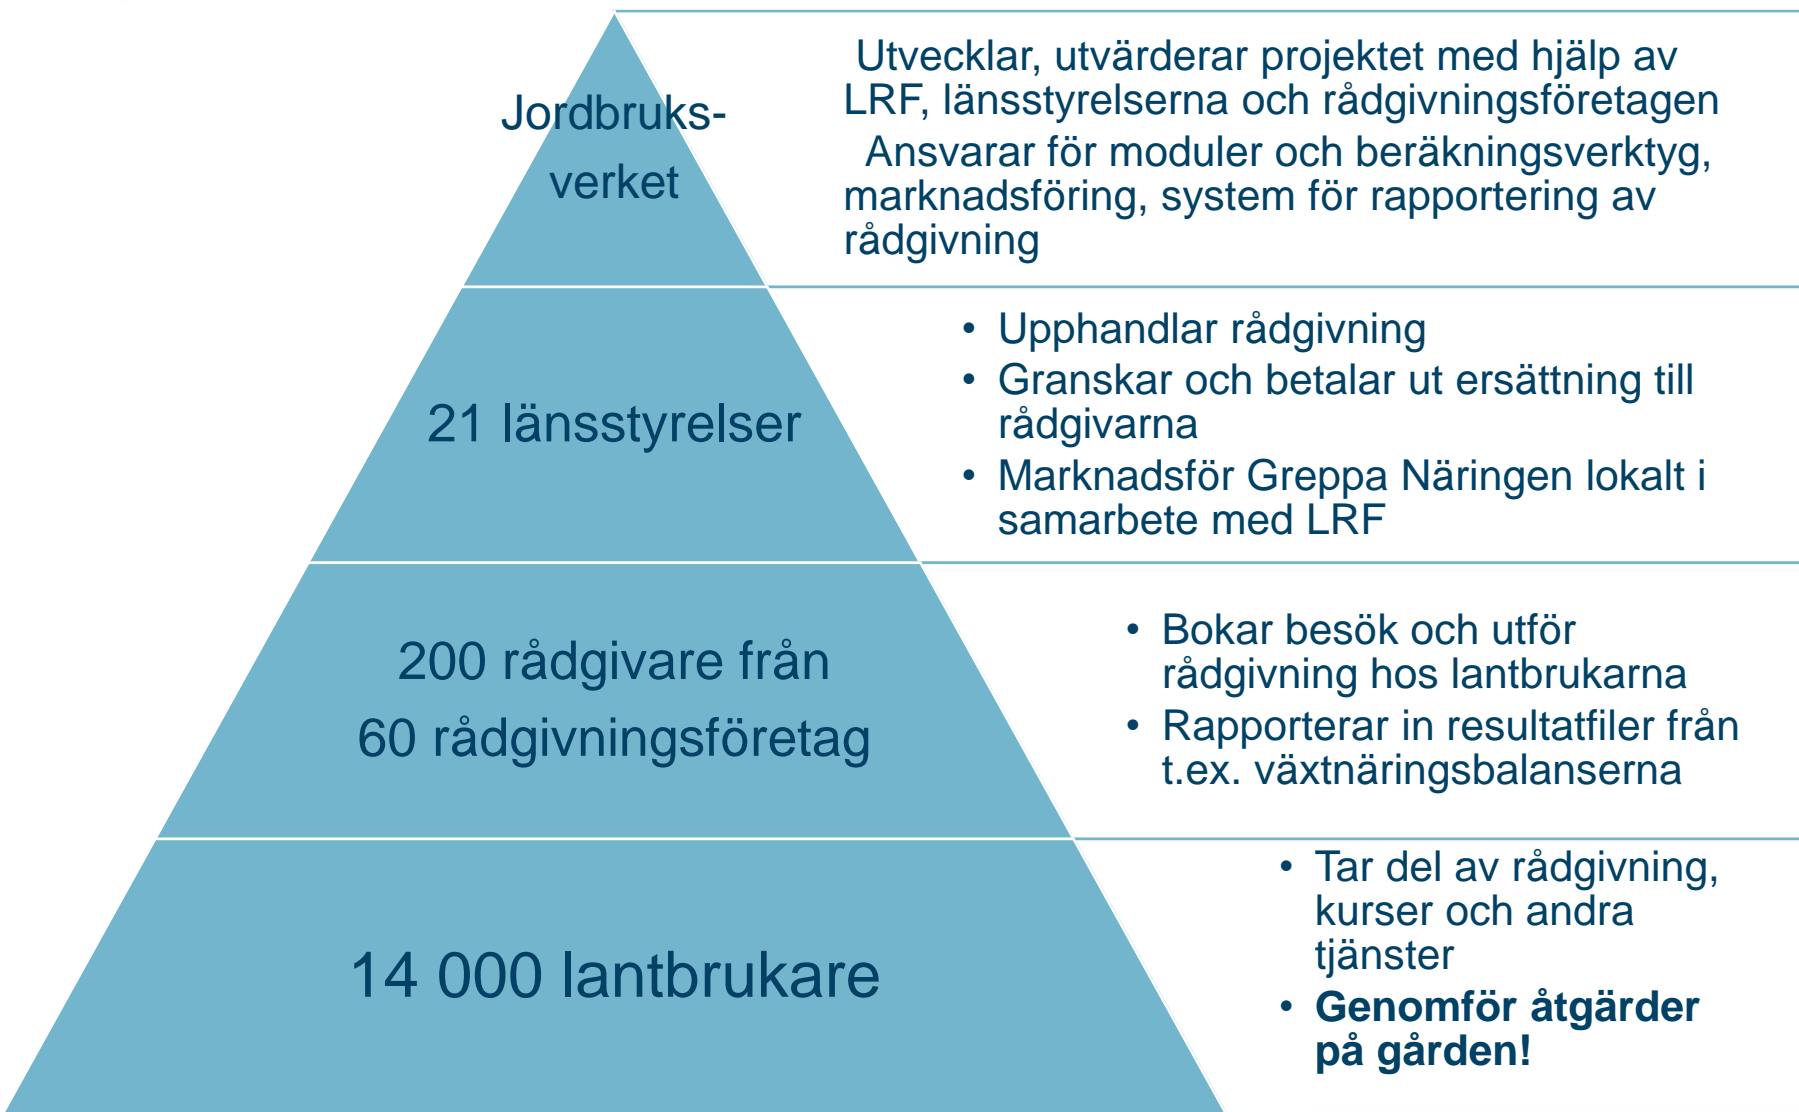 Jordbruks-
verket
Utvecklar, utvärderar projektet med hjälp av
LRF, länsstyrelserna och rådgivningsföretagen
Ansvarar för moduler och beräkningsverktyg,
marknadsföring, system för rapportering av
rådgivning
21 länsstyrelser
• Upphandlar rådgivning
• Granskar och betalar ut ersättning till
rådgivarna
• Marknadsför Greppa Näringen lokalt i
samarbete med LRF
200 rådgivare från
60 rådgivningsföretag
• Bokar besök och utför
rådgivning hos lantbrukarna
• Rapporterar in resultatfiler från
t.ex. växtnäringsbalanserna
14 000 lantbrukare
• Tar del av rådgivning,
kurser och andra
tjänster
• Genomför åtgärder
på gården!